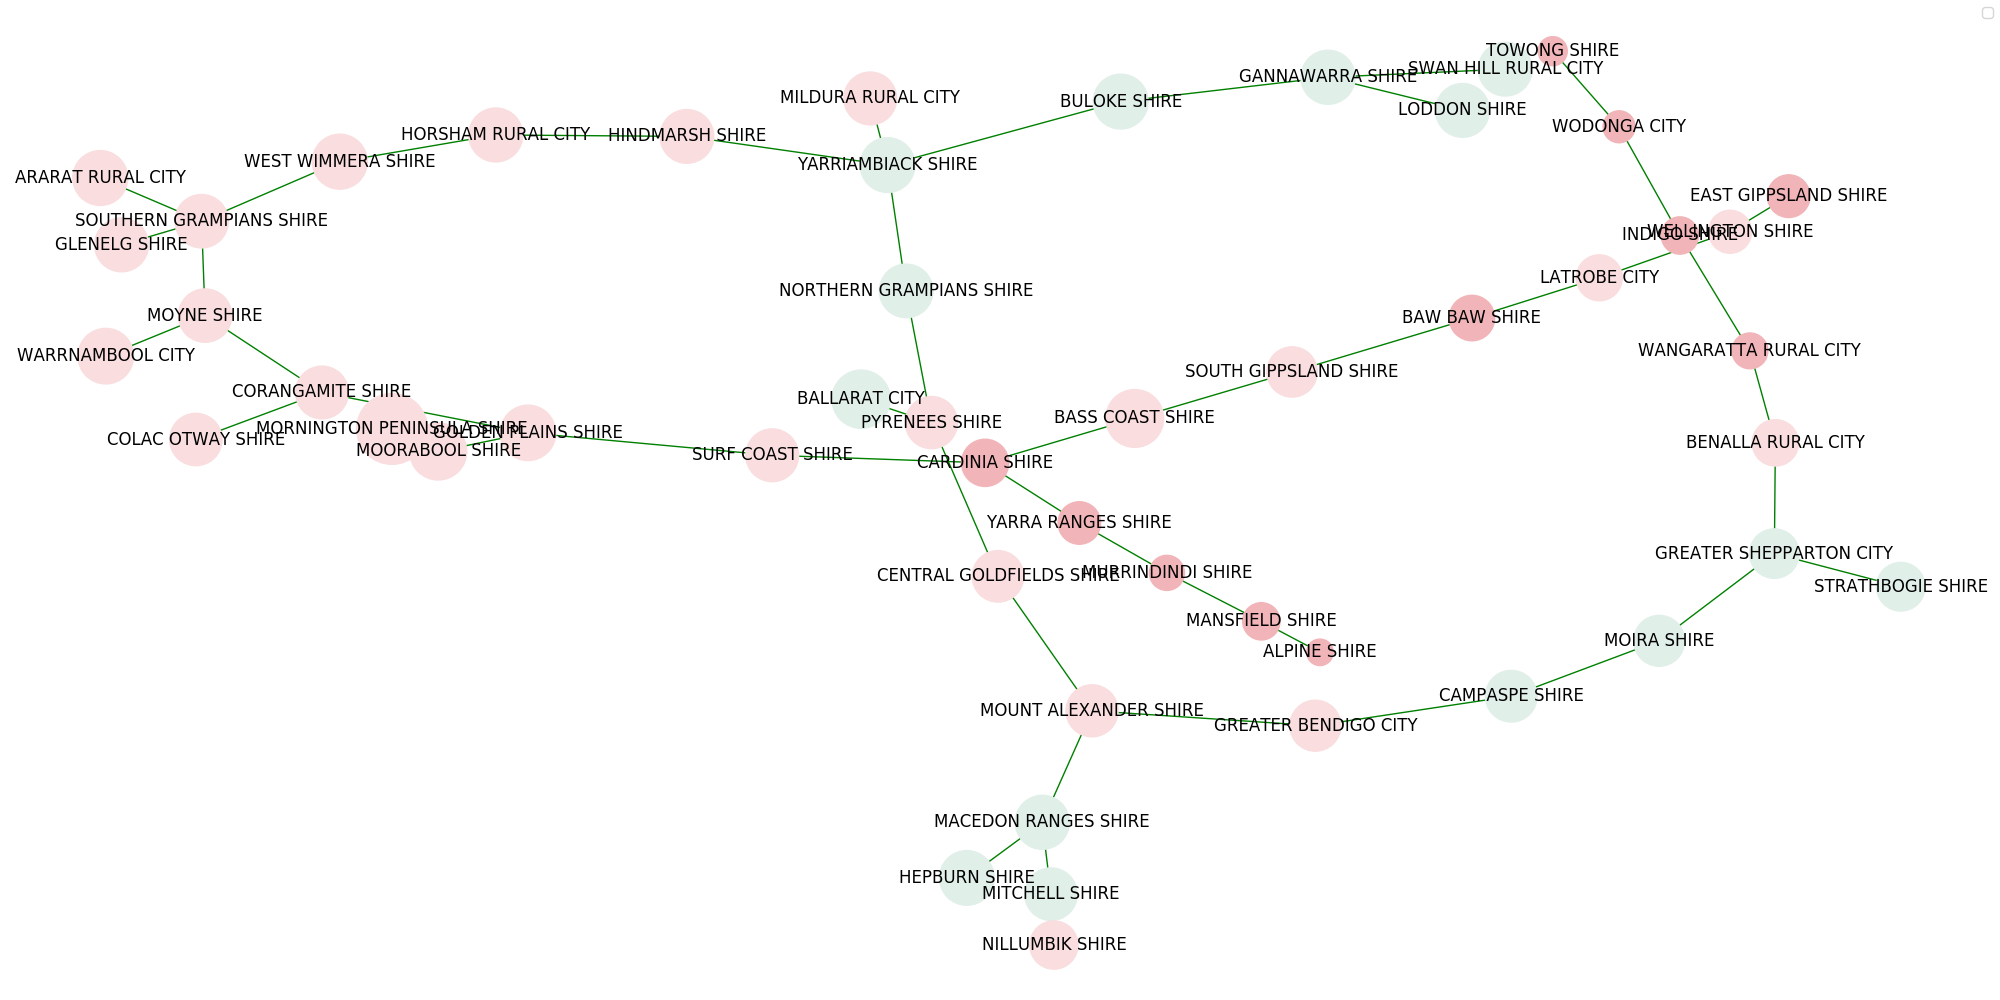 TOWONG SHIRE
SWAN HILL RURAL CITY
GANNAWARRA SHIRE
MILDURA RURAL CITY
BULOKE SHIRE
LODDON SHIRE
WODONGA CITY
HORSHAM RURAL CITY
HINDMARSH SHIRE
WEST WIMMERA SHIRE
YARRIAMBIACK SHIRE
ARARAT RURAL CITY
EAST GIPPSLAND SHIRE
SOUTHERN GRAMPIANS SHIRE
WELLINGTON SHIRE
INDIGO SHIRE
GLENELG SHIRE
LATROBE CITY
NORTHERN GRAMPIANS SHIRE
MOYNE SHIRE
BAW BAW SHIRE
WANGARATTA RURAL CITY
WARRNAMBOOL CITY
SOUTH GIPPSLAND SHIRE
CORANGAMITE SHIRE
BALLARAT CITY
BASS COAST SHIRE
PYRENEES SHIRE
MORNINGTON PENINSULA SHIRE
GOLDEN PLAINS SHIRE
COLAC OTWAY SHIRE
BENALLA RURAL CITY
MOORABOOL SHIRE
SURF COAST SHIRE
CARDINIA SHIRE
YARRA RANGES SHIRE
GREATER SHEPPARTON CITY
MURRINDINDI SHIRE
CENTRAL GOLDFIELDS SHIRE
STRATHBOGIE SHIRE
MANSFIELD SHIRE
MOIRA SHIRE
ALPINE SHIRE
CAMPASPE SHIRE
MOUNT ALEXANDER SHIRE
GREATER BENDIGO CITY
MACEDON RANGES SHIRE
HEPBURN SHIRE
MITCHELL SHIRE
NILLUMBIK SHIRE